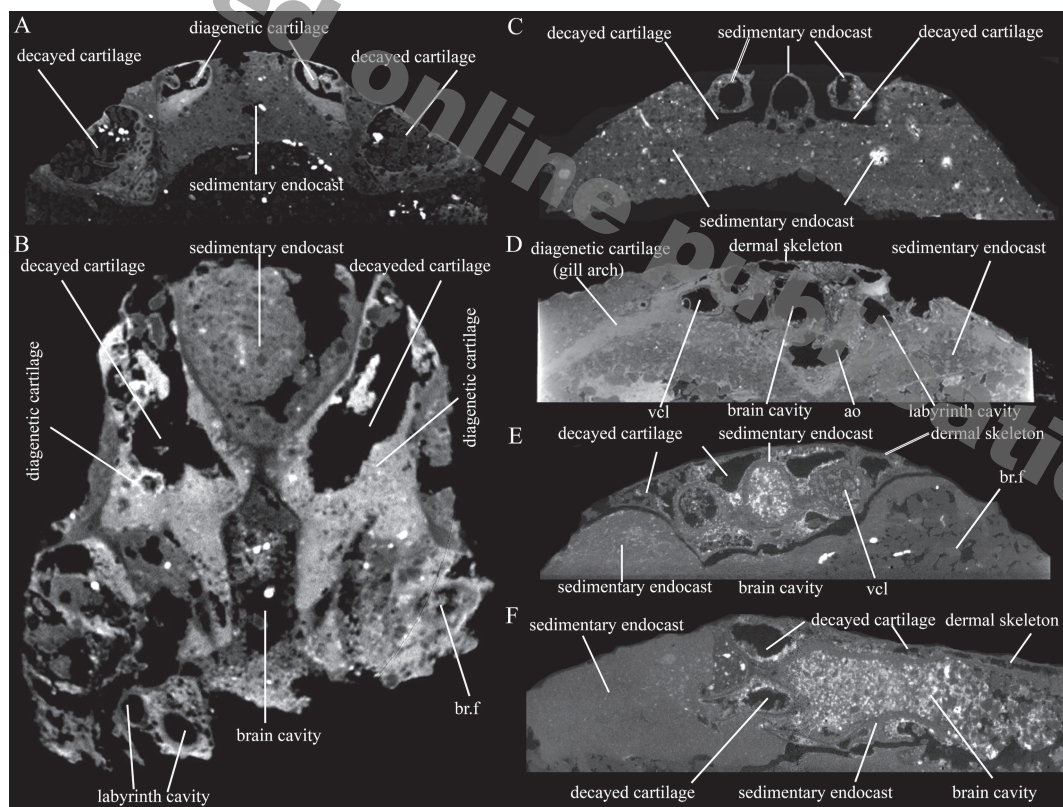 A
diagenetic cartilage
decayed cartilage
decayed cartilage
sedimentary endocast
B
sedimentary endocast
decayed cartilage
decayeded cartilage
diagenetic cartilage
diagenetic cartilage
brain cavity
br.f
labyrinth cavity
C
sedimentary endocast
decayed cartilage
decayed cartilage
sedimentary endocast
D
dermal skeleton
diagenetic cartilage
(gill arch)
sedimentary endocast
vcl
brain cavity
ao
labyrinth cavity
E
decayed cartilage
sedimentary endocast
dermal skeleton
br.f
sedimentary endocast
brain cavity
vcl
F
sedimentary endocast
decayed cartilage
dermal skeleton
decayed cartilage
sedimentary endocast
brain cavity
online publ